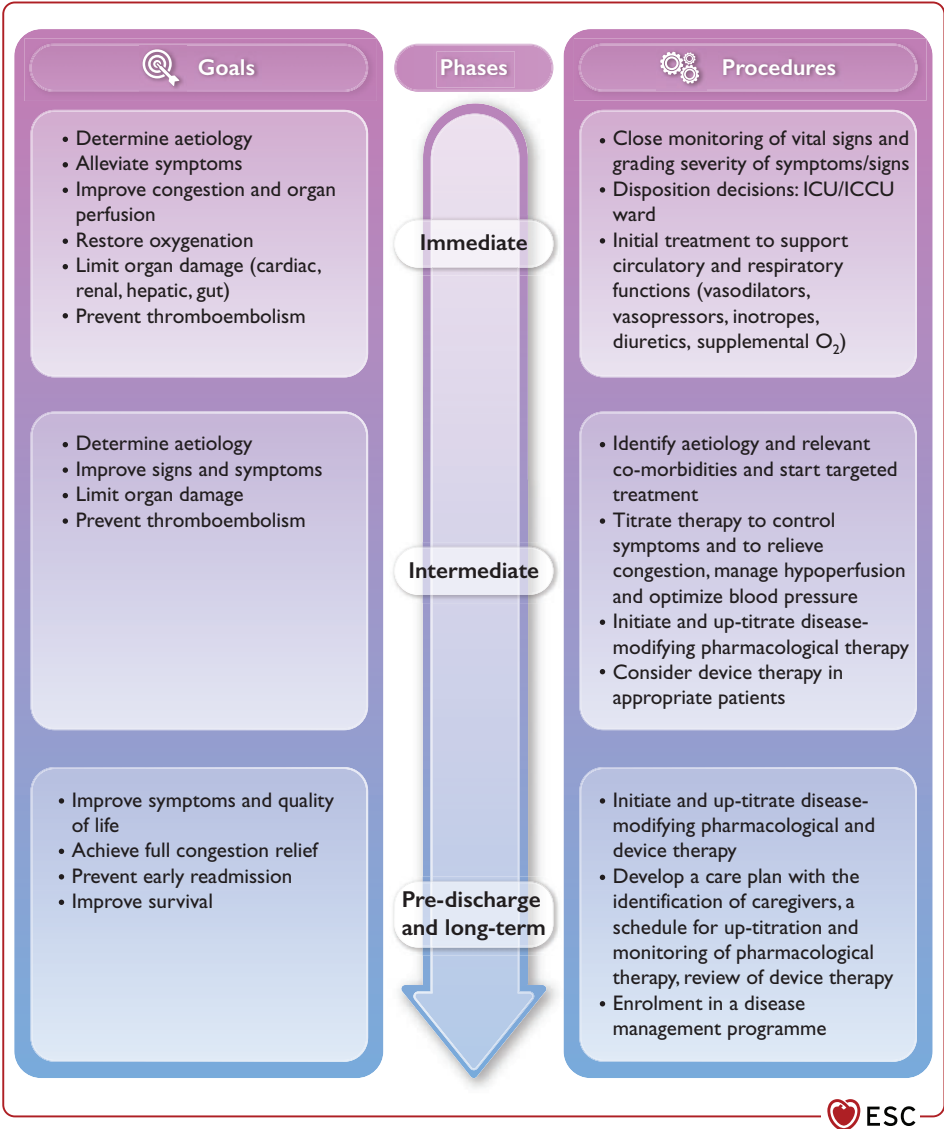 Goals
Phases
Procedures
• Determine aetiology
• Alleviate symptoms
• Improve congestion and organ
perfusion
• Restore oxygenation
• Limit organ damage (cardiac,
renal, hepatic, gut)
• Prevent thromboembolism
Immediate
• Close monitoring of vital signs and
grading severity of symptoms/signs
• Disposition decisions: ICU/ICCU
ward
• Initial treatment to support
circulatory and respiratory
functions (vasodilators,
vasopressors, inotropes,
diuretics, supplemental O₂)
• Determine aetiology
• Improve signs and symptoms
• Limit organ damage
• Prevent thromboembolism
Intermediate
• Identify aetiology and relevant
co-morbidities and start targeted
treatment
• Titrate therapy to control
symptoms and to relieve
congestion, manage hypoperfusion
and optimize blood pressure
• Initiate and up-titrate disease-
modifying pharmacological therapy
• Consider device therapy in
appropriate patients
• Improve symptoms and quality
of life
• Achieve full congestion relief
• Prevent early readmission
• Improve survival
Pre-discharge
and long-term
• Initiate and up-titrate disease-
modifying pharmacological and
device therapy
• Develop a care plan with the
identification of caregivers, a
schedule for up-titration and
monitoring of pharmacological
therapy, review of device therapy
• Enrolment in a disease
management programme
ESC